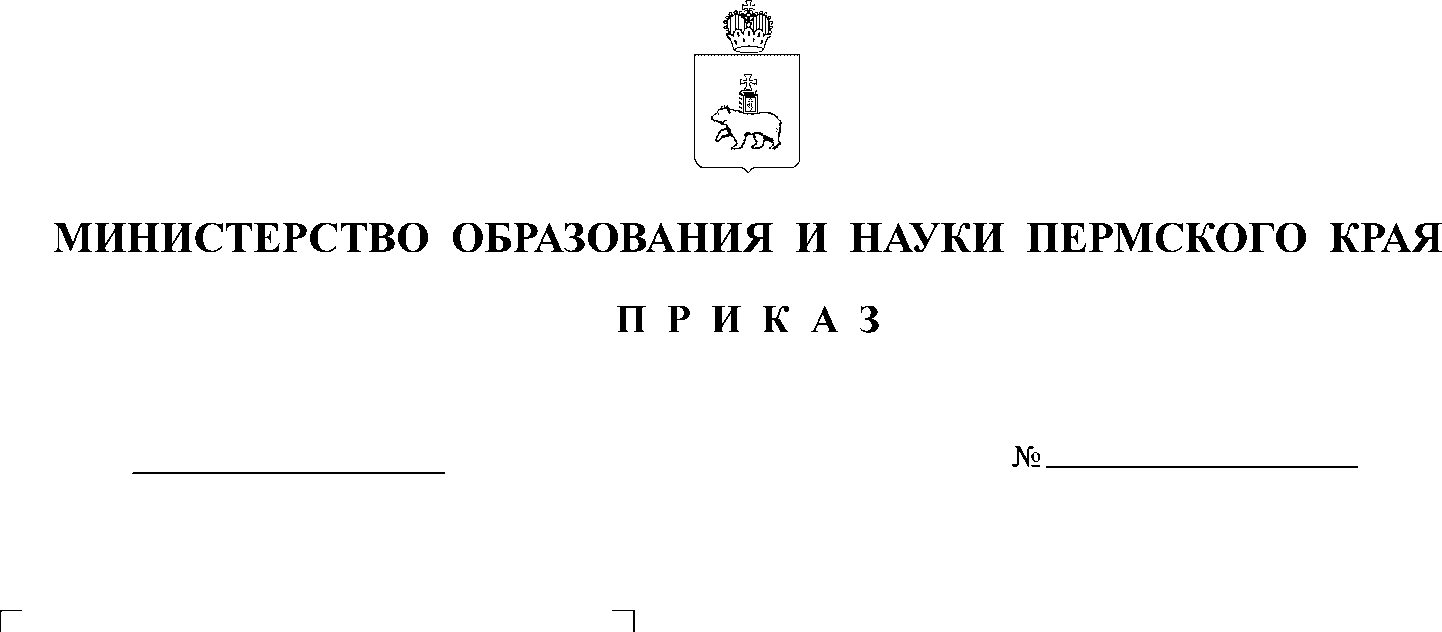 МИНИСТЕРСТВО ОБРАЗОВАНИЯ И НАУКИ ПЕРМСКОГО КРАЯ
П Р И К А З
№